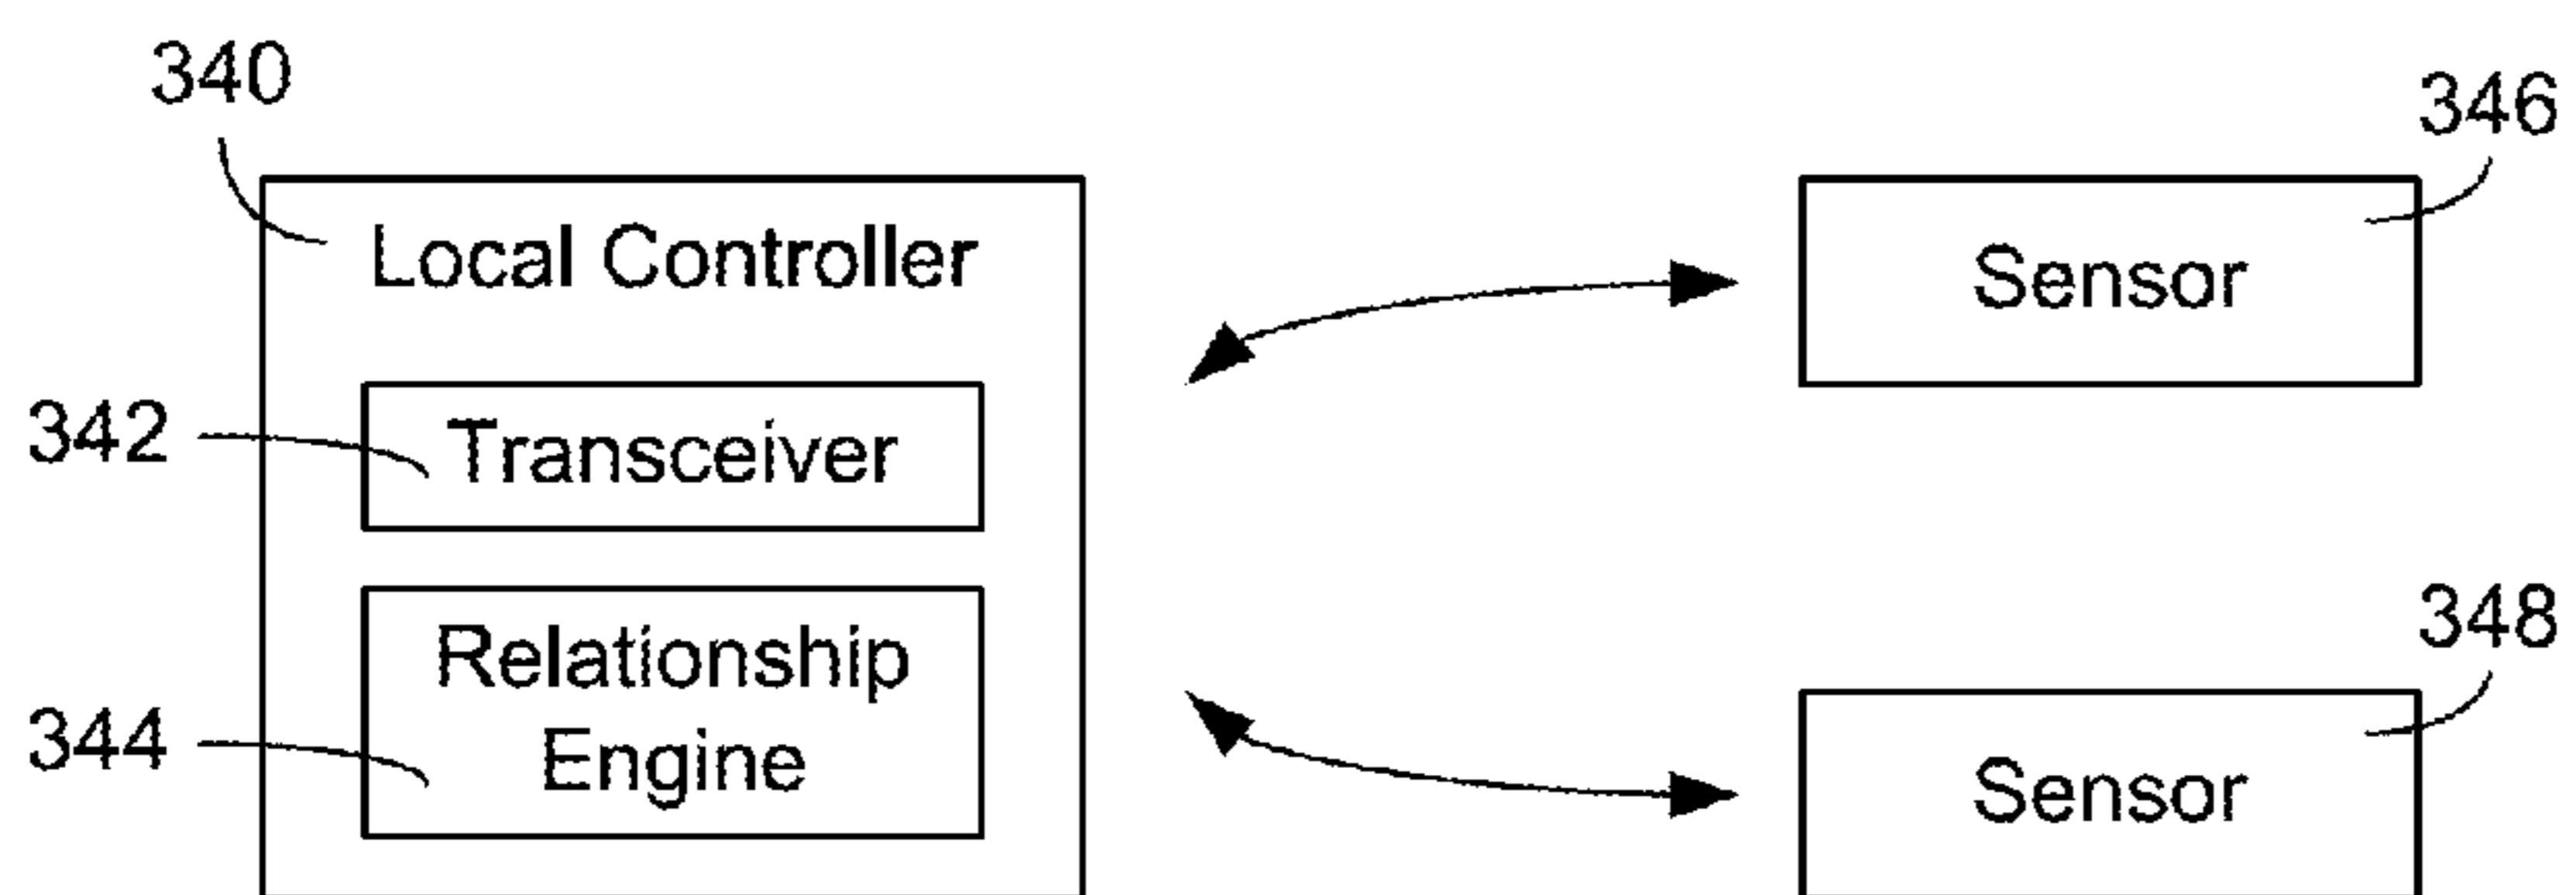 340
346
Local Controller
Sensor
342
Transceiver
Relationship
Engine
344
348
Sensor